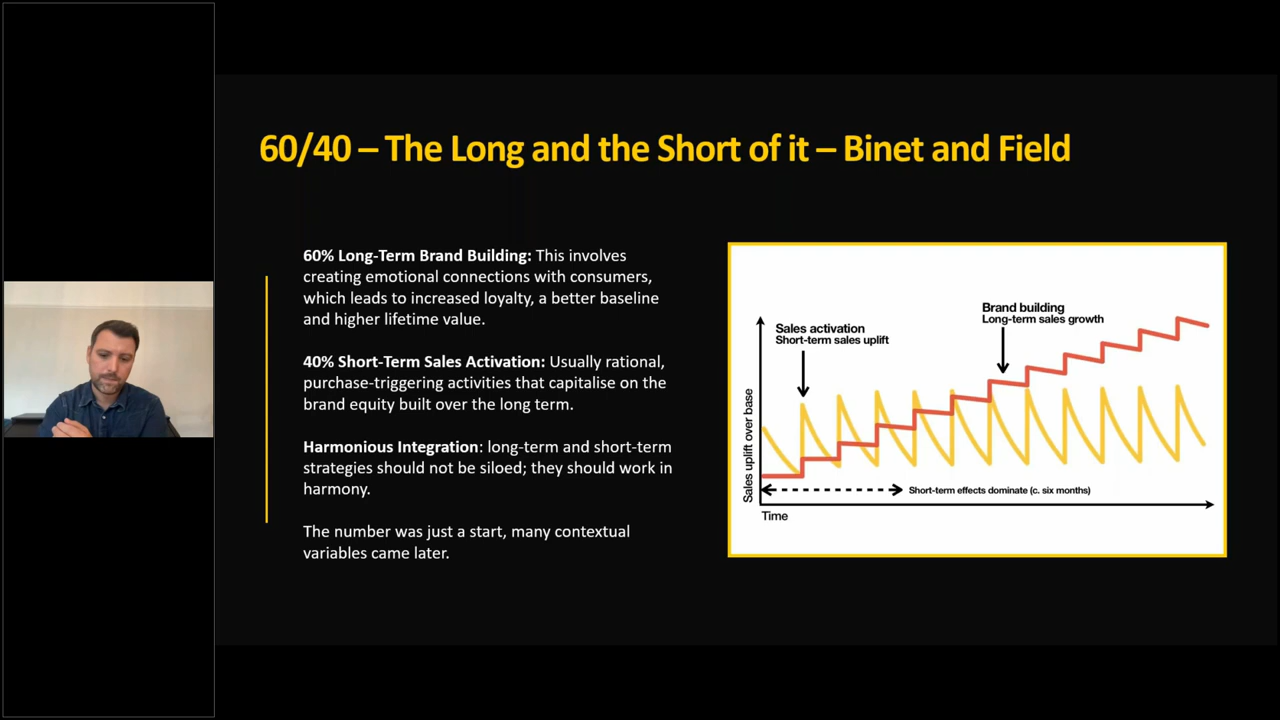 60/40 – The Long and the Short of it – Binet and Field
60% Long-Term Brand Building: This involves
creating emotional connections with consumers,
which leads to increased loyalty, a better baseline
and higher lifetime value.
40% Short-Term Sales Activation: Usually rational,
purchase-triggering activities that capitalise on the
brand equity built over the long term.
Harmonious Integration: long-term and short-term
strategies should not be siloed; they should work in
harmony.
The number was just a start, many contextual
variables came later.
Sales activation
Short-term sales uplift
Brand building
Long-term sales growth
Sales uplift over base
Short-term effects dominate (c. six months)
Time